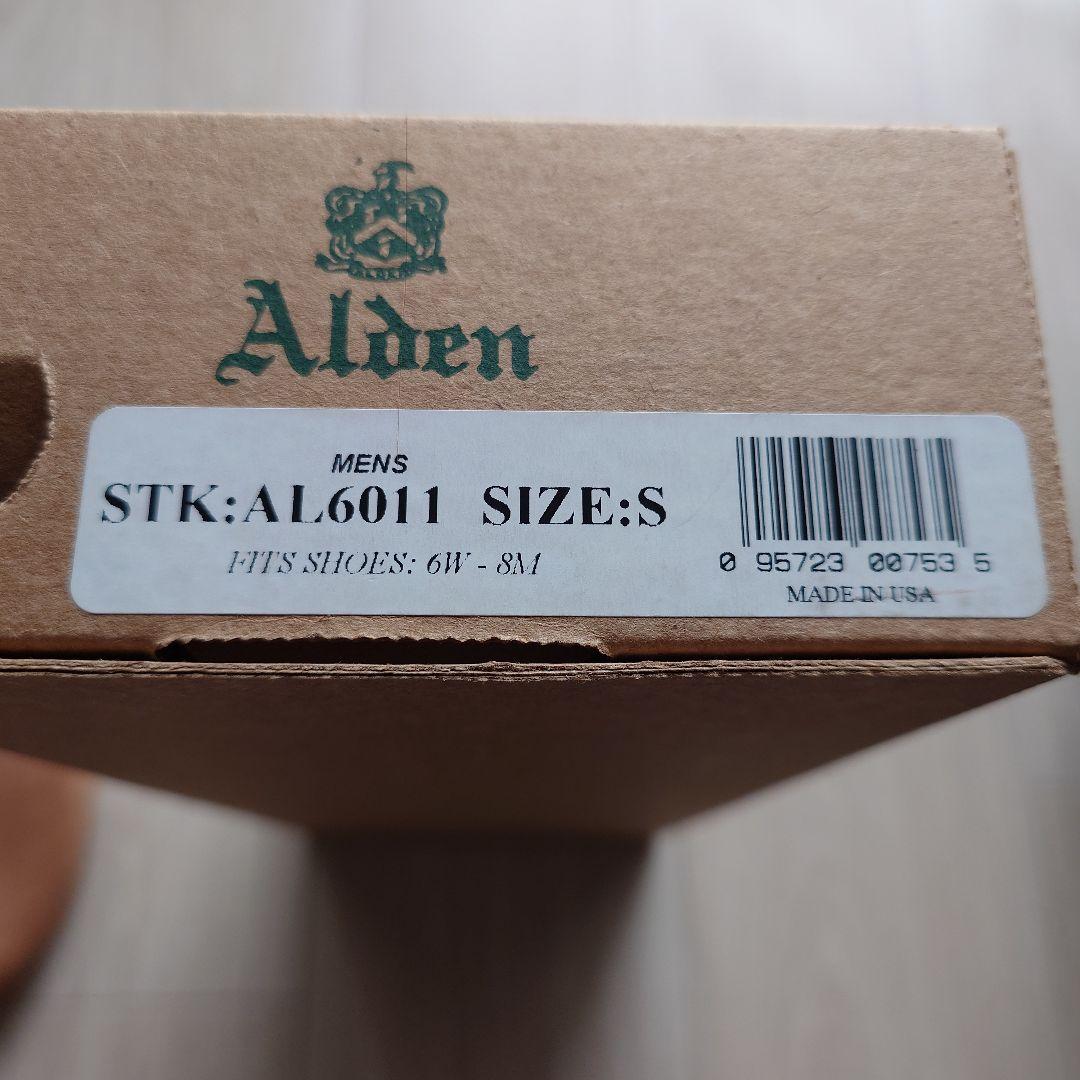 Alden
MENS
STK:AL6011 SIZE:S
FITS SHOES: 6W - 8M
0 95723 00753 5
MADE IN USA